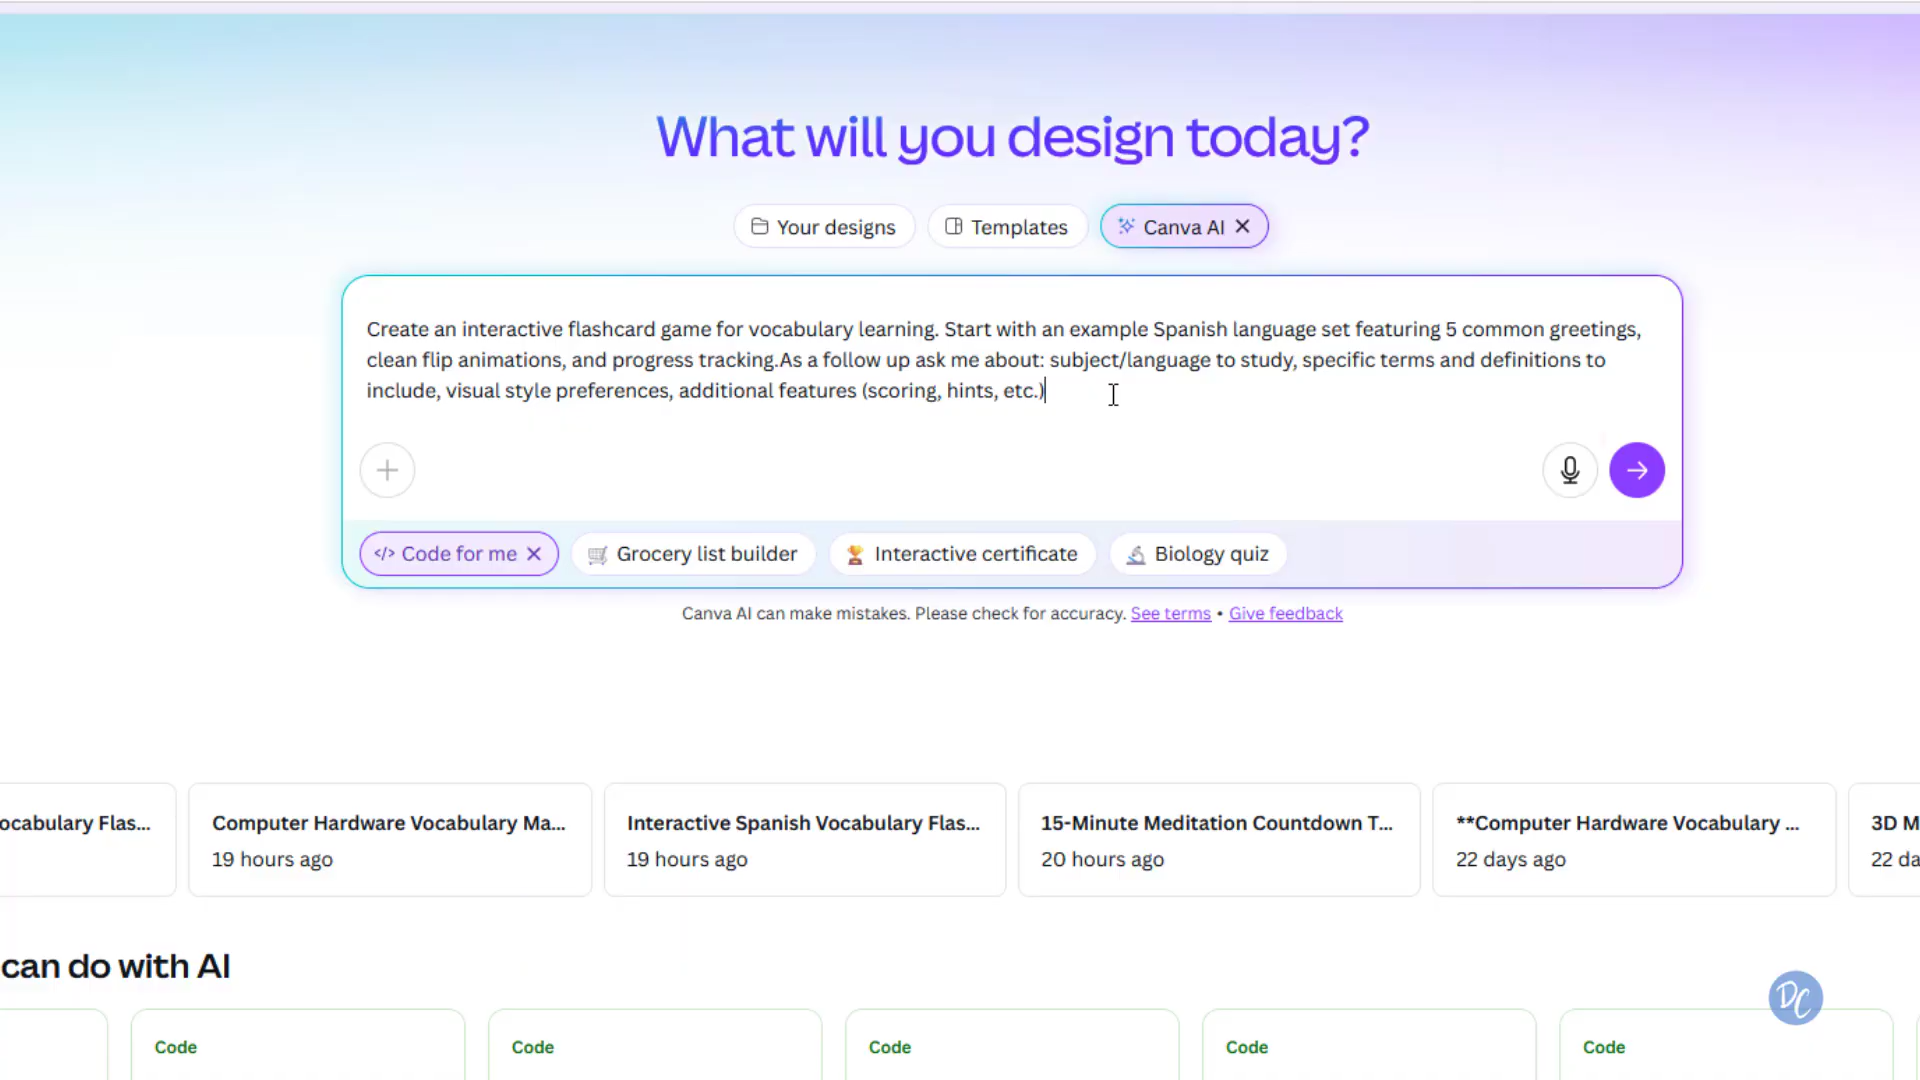 What will you design today?
Your designs
Templates
Canva AI
Create an interactive flashcard game for vocabulary learning. Start with an example Spanish language set featuring 5 common greetings,
clean flip animations, and progress tracking.As a follow up ask me about: subject/language to study, specific terms and definitions to
include, visual style preferences, additional features (scoring, hints, etc.)
</> Code for me
Grocery list builder
Interactive certificate
Biology quiz
Canva AI can make mistakes. Please check for accuracy. See terms • Give feedback
ocabulary Flas...
Computer Hardware Vocabulary Ma...
19 hours ago
Interactive Spanish Vocabulary Flas...
19 hours ago
15-Minute Meditation Countdown T...
20 hours ago
**Computer Hardware Vocabulary ...
22 days ago
3D M
22 da
can do with AI
DC
Code
Code
Code
Code
Code